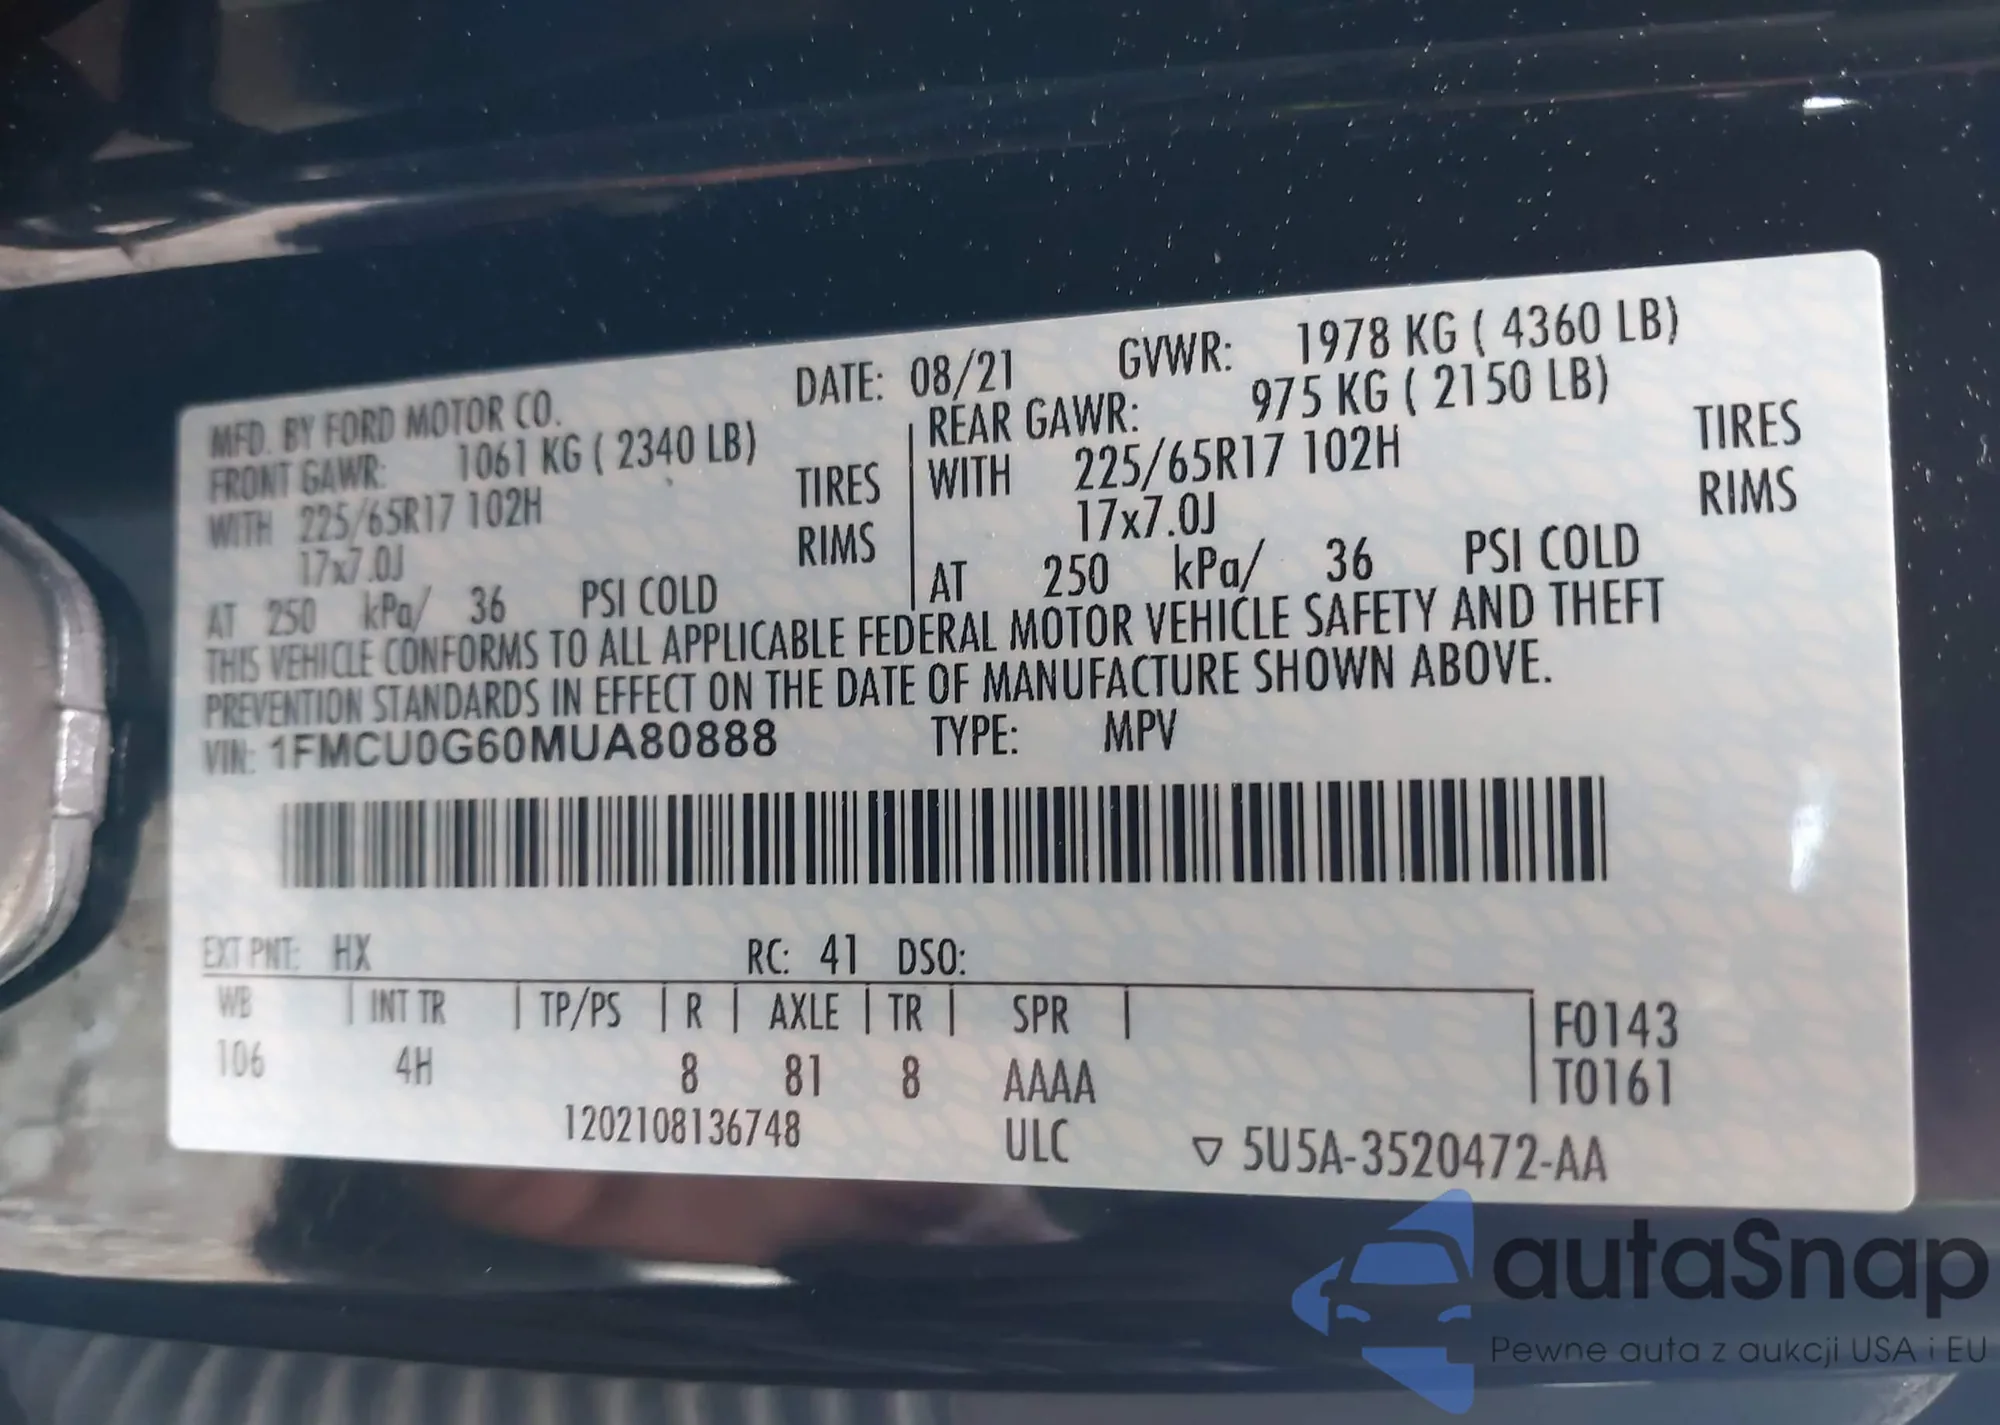 MFD. BY FORD MOTOR CO. DATE: 08/21 GVWR: 1978 KG ( 4360 LB)
FRONT GAWR: 1061 KG ( 2340 LB) REAR GAWR: 975 KG ( 2150 LB)
WITH 225/65R17 102H TIRES WITH 225/65R17 102H TIRES
17x7.0J RIMS 17x7.0J RIMS
AT 250 kPa/ 36 PSI COLD AT 250 kPa/ 36 PSI COLD
THIS VEHICLE CONFORMS TO ALL APPLICABLE FEDERAL MOTOR VEHICLE SAFETY AND THEFT
PREVENTION STANDARDS IN EFFECT ON THE DATE OF MANUFACTURE SHOWN ABOVE.
VIN: 1FMCU0G60MUA80888 TYPE: MPV
EXT PNT: HX RC: 41 DSO:
WB | INT TR | TP/PS | R | AXLE | TR | SPR | F0143
106 4H 8 81 8 AAAA T0161
1202108136748 ULC ▽ 5U5A-3520472-AA
autaSnap
Pewne auta z aukcji USA i EU